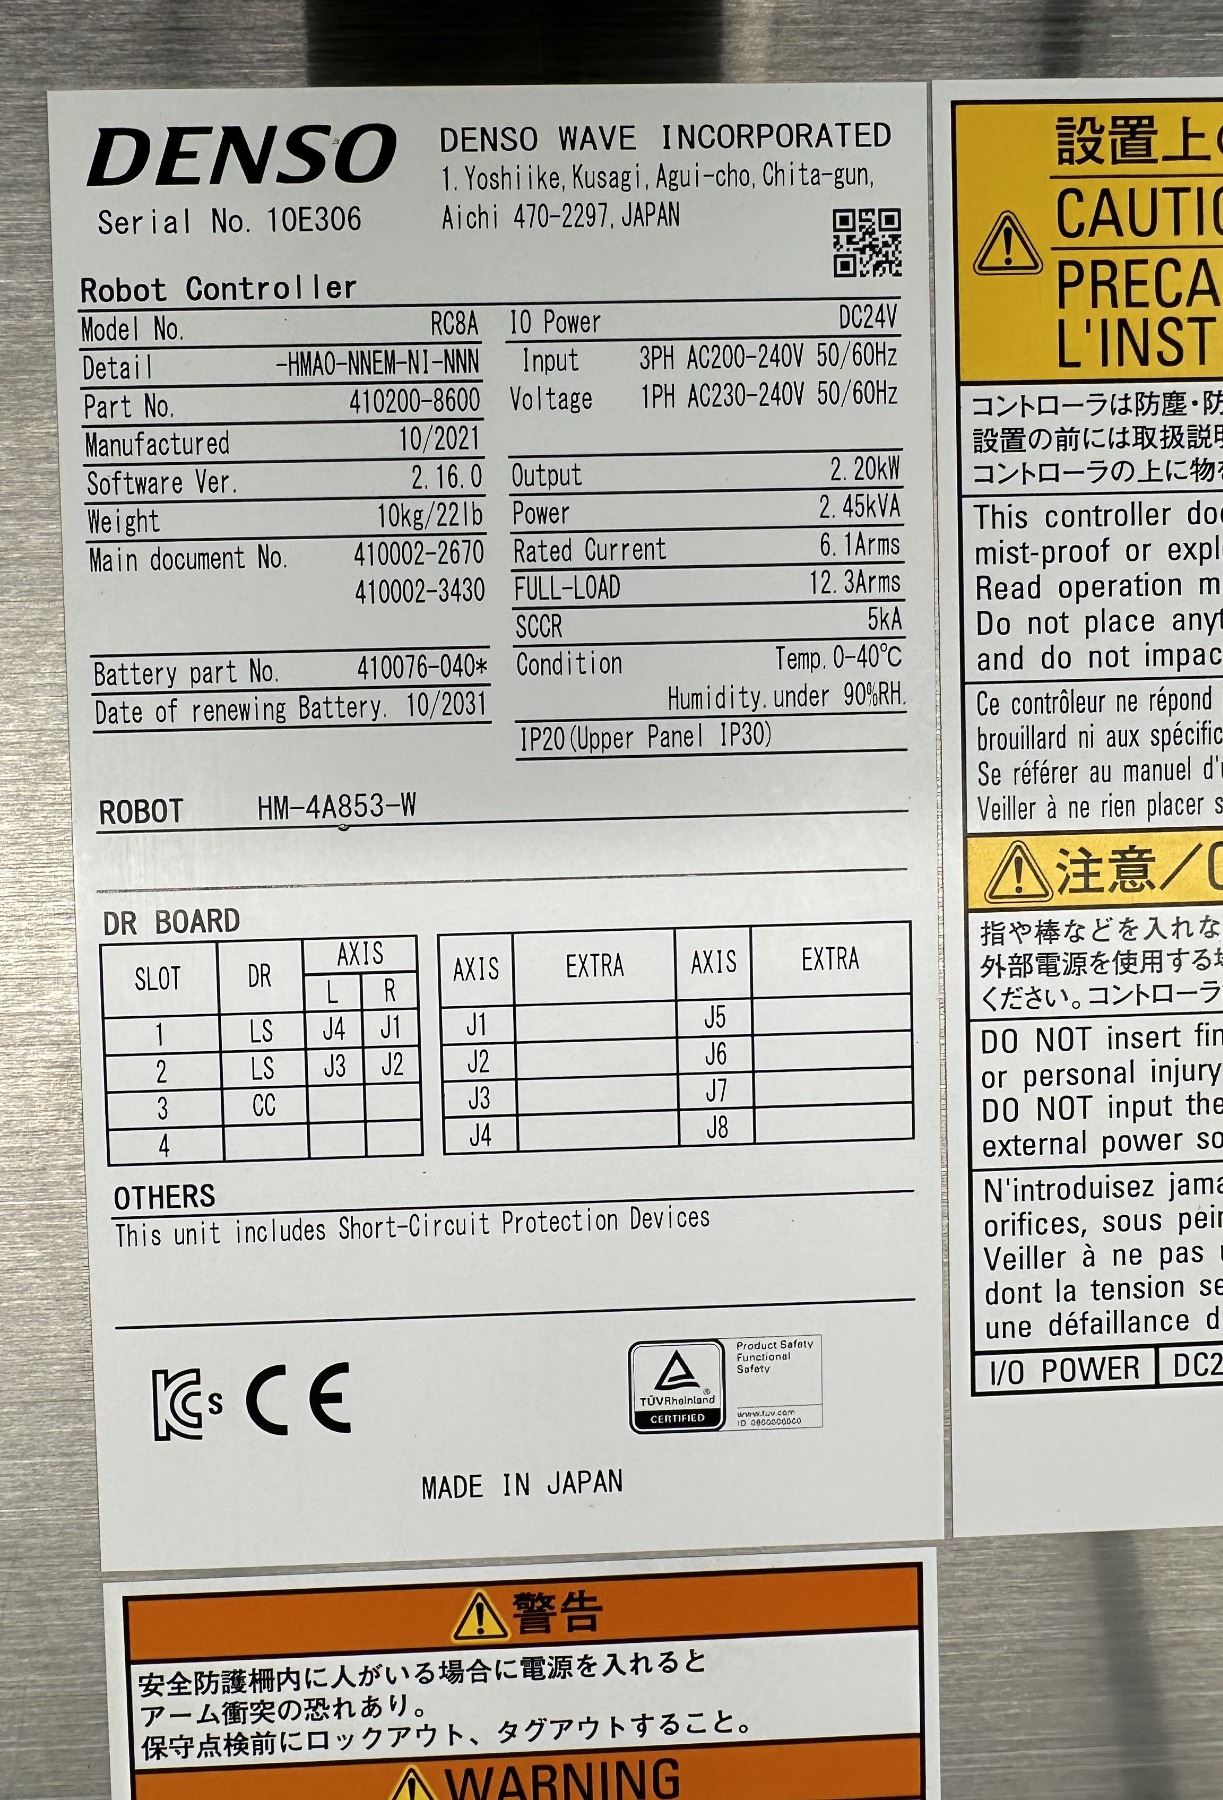 DENSO
Serial No. 10E306
DENSO WAVE INCORPORATED
1. Yoshiike, Kusagi, Agui-cho, Chita-gun,
Aichi 470-2297, JAPAN
Robot Controller
Model No. RC8A
Detail -HMA0-NNEM-NI-NNN
Part No. 410200-8600
Manufactured 10/2021
Software Ver. 2.16.0
Weight 10kg/22lb
Main document No. 410002-2670
410002-3430
Battery part No. 410076-040*
Date of renewing Battery. 10/2031
IO Power DC24V
Input 3PH AC200-240V 50/60Hz
Voltage 1PH AC230-240V 50/60Hz
Output 2.20kW
Power 2.45kVA
Rated Current 6.1Arms
FULL-LOAD 12.3Arms
SCCR 5kA
Condition Temp. 0-40℃
Humidity. under 90%RH.
IP20(Upper Panel IP30)
ROBOT HM-4A853-W
DR BOARD
SLOT DR AXIS
L R
1 LS J4 J1
2 LS J3 J2
3 CC
4
AXIS EXTRA AXIS EXTRA
J1 J5
J2 J6
J3 J7
J4 J8
OTHERS
This unit includes Short-Circuit Protection Devices
KCs CE
TÜVRheinland®
CERTIFIED
Product Safety
Functional
Safety
www.tuv.com
MADE IN JAPAN
警告
安全防護柵内に人がいる場合に電源を入れると
アーム衝突の恐れあり。
保守点検前にロックアウト、タグアウトすること。
WARNING
設置上
CAUTI
PRECA
L'INST
コントローラは防塵・防
設置の前には取扱説
コントローラの上に物
This controller do
mist-proof or expl
Read operation m
Do not place any
and do not impac
Ce contrôleur ne répond
brouillard ni aux spécific
Se référer au manuel d'
Veiller à ne rien placer s
注意/
指や棒などを入れな
外部電源を使用する
ください。コントローラ
DO NOT insert fin
or personal injury
DO NOT input the
external power so
N'introduisez jama
orifices, sous pei
Veiller à ne pas
dont la tension se
une défaillance d
I/O POWER DC2